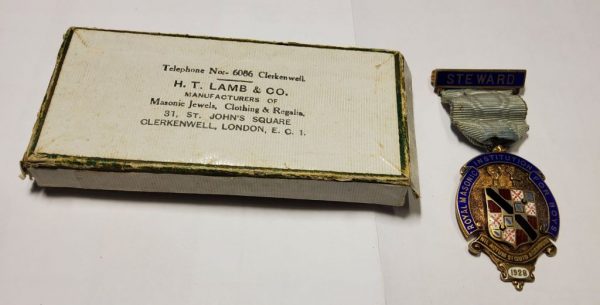 Telephone No:- 6086 Clerkenwell.
H. T. LAMB & CO.
MANUFACTURERS OF
Masonic Jewels, Clothing & Regalia,
31, ST. JOHN'S SQUARE
CLERKENWELL, LONDON, E. C. 1.
STEWARD
ROYAL MASONIC INSTITUTION FOR BOYS
1928